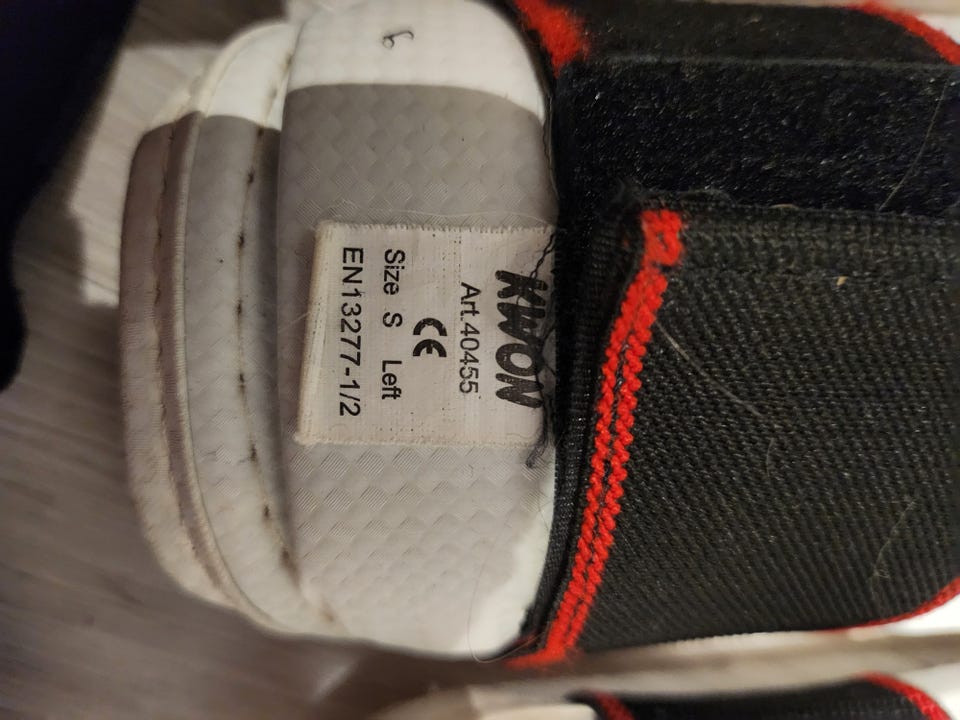 KWON
Art.40455
CE
Size S Left
EN13277-1/2